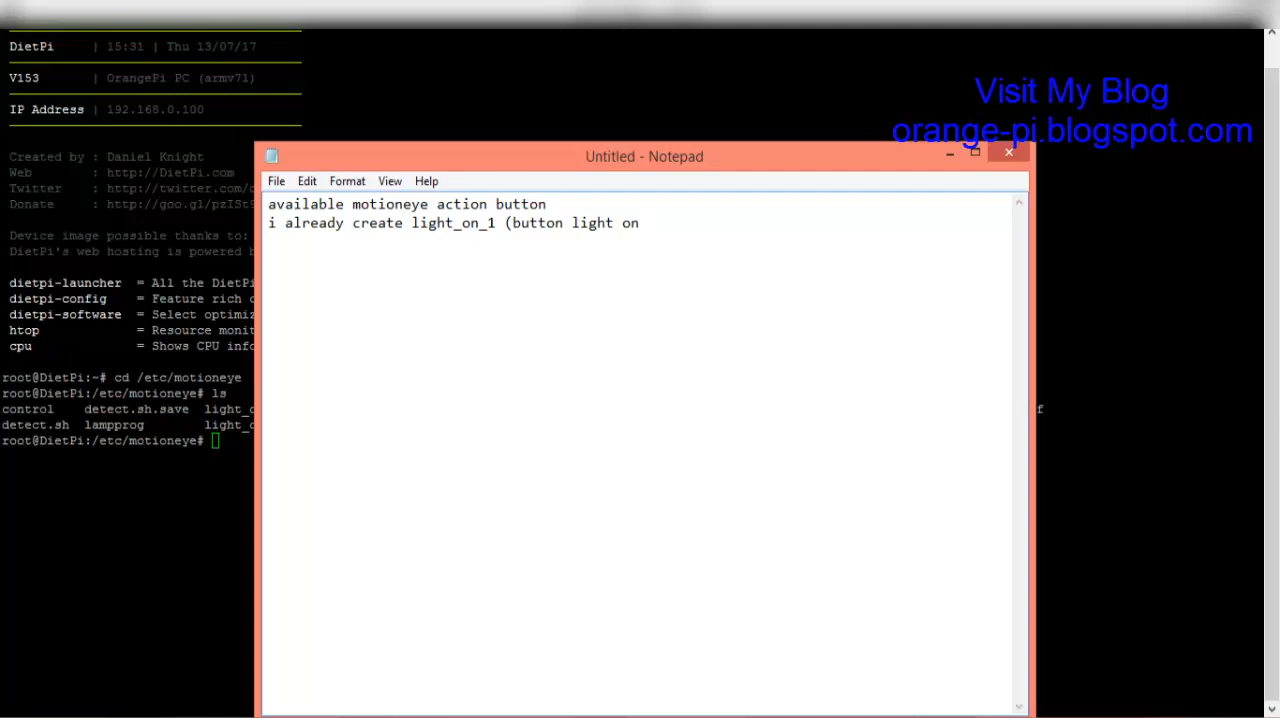 DietPi | 15:31 | Thu 13/07/17
V153 | OrangePi PC (armv7l)
IP Address | 192.168.0.100
Visit My Blog
orange-pi.blogspot.com
Created by : Daniel Knight
Web : http://DietPi.com
Twitter : http://twitter.com/
Donate : http://goo.gl/pzISt9
Device image possible thanks to:
DietPi's web hosting is powered b
dietpi-launcher = All the DietPi
dietpi-config = Feature rich
dietpi-software = Select optimiz
htop = Resource monit
cpu = Shows CPU info
root@DietPi:~# cd /etc/motioneye
root@DietPi:/etc/motioneye# ls
control detect.sh.save light_ f
detect.sh lampprog light_
root@DietPi:/etc/motioneye#
Untitled - Notepad
File Edit Format View Help
available motioneye action button
i already create light_on_1 (button light on